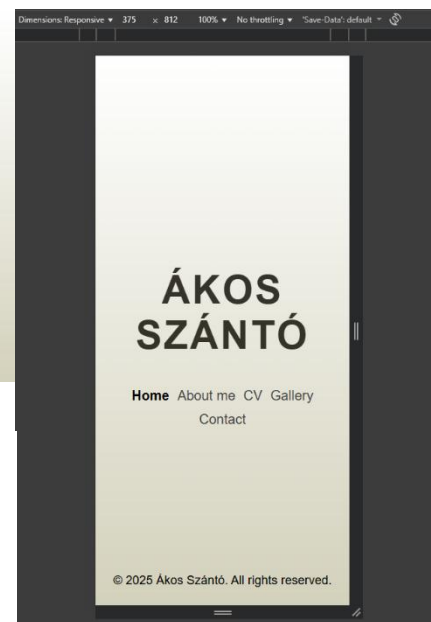 Dimensions: Responsive ▼ 375 × 812 100% ▼ No throttling ▼ 'Save-Data': default ▼
ÁKOS
SZÁNTÓ
Home About me CV Gallery
Contact
© 2025 Ákos Szántó. All rights reserved.